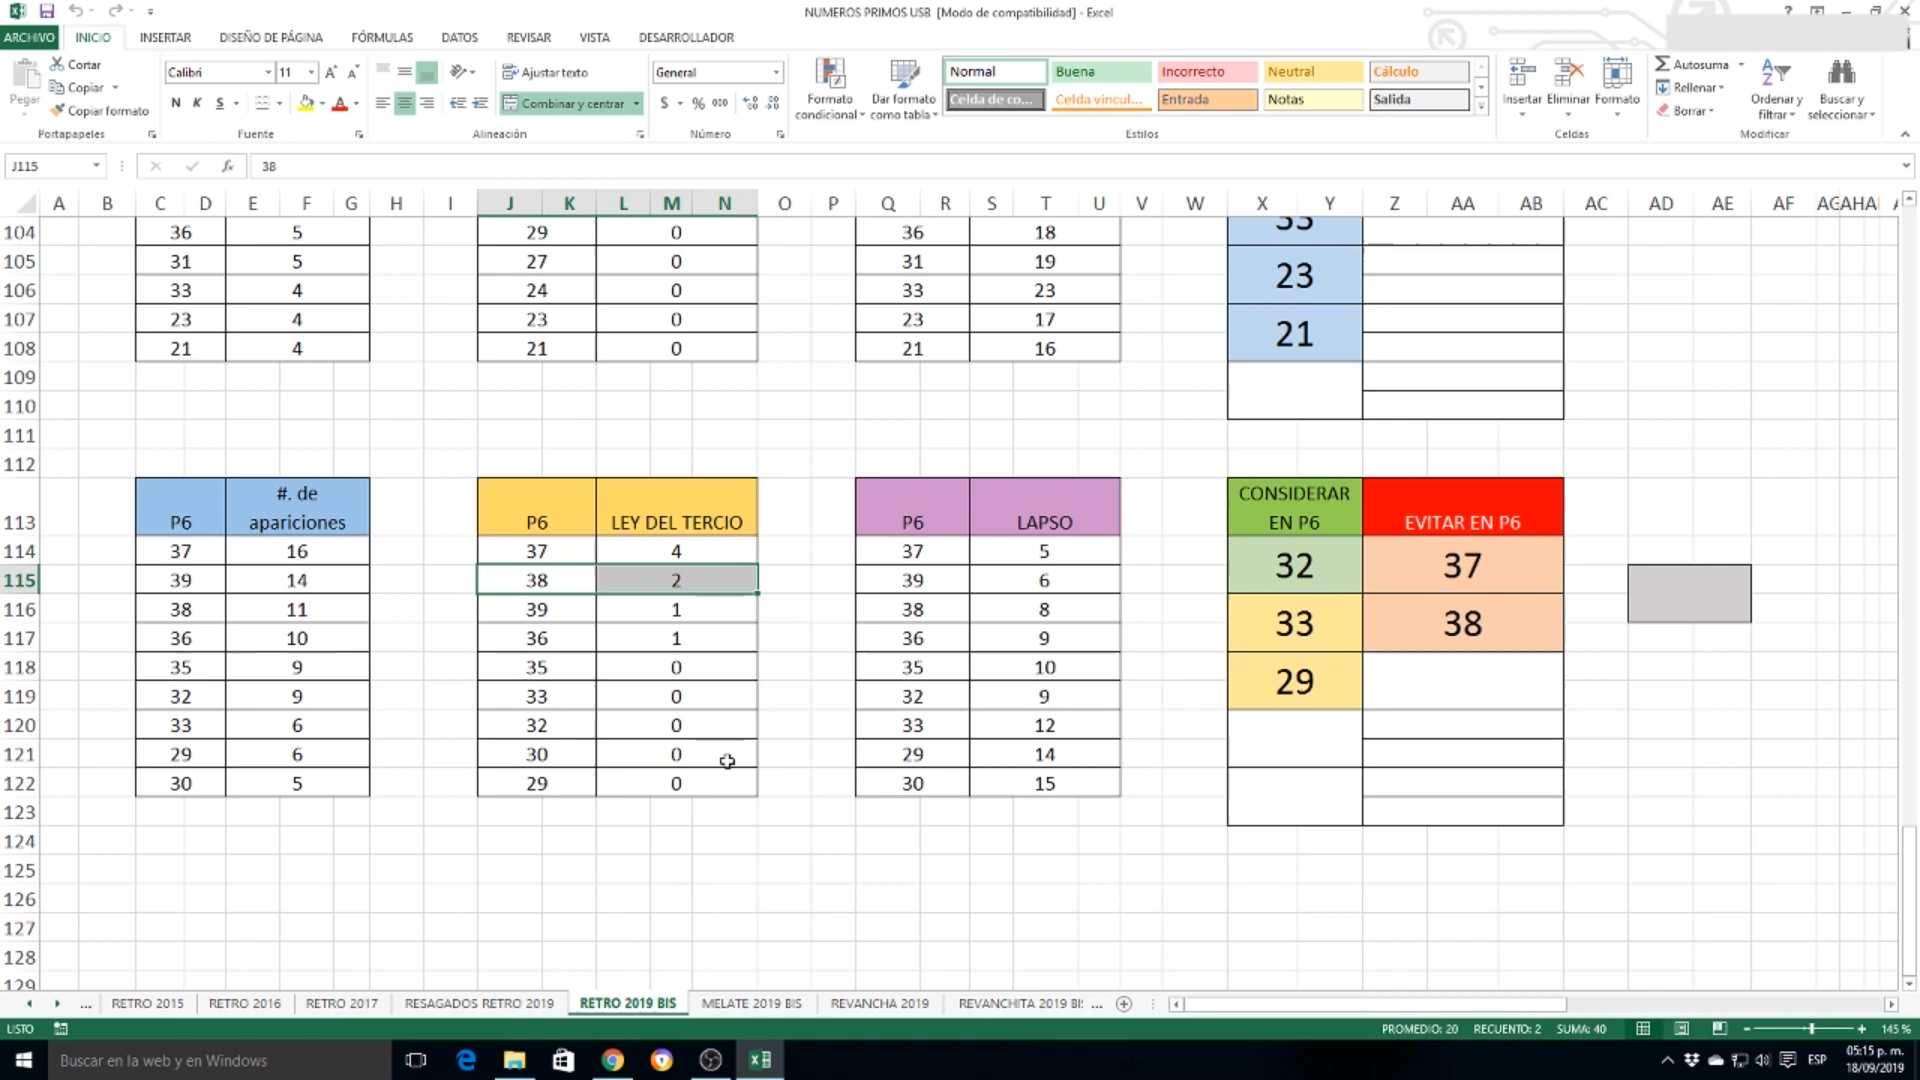 NUMEROS PRIMOS USB [Modo de compatibilidad] - Excel
ARCHIVO INICIO INSERTAR DISEÑO DE PÁGINA FÓRMULAS DATOS REVISAR VISTA DESARROLLADOR
Pegar
Cortar
Copiar
Copiar formato
Portapapeles
Calibri 11
N K S
Fuente
Ajustar texto
Combinar y centrar
Alineación
General
$ % 000
Número
Formato condicional
Dar formato como tabla
Normal Buena Incorrecto Neutral Cálculo
Celda de co... Celda vincul... Entrada Notas Salida
Estilos
Insertar Eliminar Formato
Celdas
Autosuma
Rellenar
Borrar
Ordenar y filtrar
Buscar y seleccionar
Modificar
J115 fx 38
A B C D E F G H I J K L M N O P Q R S T U V W X Y Z AA AB AC AD AE AF AG AH AI
104 36 5 29 0 36 18 33
105 31 5 27 0 31 19
106 33 4 24 0 33 23 23
107 23 4 23 0 23 17
108 21 4 21 0 21 16 21
109
110
111
112
113 P6 #. de apariciones P6 LEY DEL TERCIO P6 LAPSO CONSIDERAR EN P6 EVITAR EN P6
114 37 16 37 4 37 5 32 37
115 39 14 38 2 39 6
116 38 11 39 1 38 8 33 38
117 36 10 36 1 36 9
118 35 9 35 0 35 10 29
119 32 9 33 0 32 9
120 33 6 32 0 33 12
121 29 6 30 0 29 14
122 30 5 29 0 30 15
123
124
125
126
127
128
129
... RETRO 2015 RETRO 2016 RETRO 2017 RESAGADOS RETRO 2019 RETRO 2019 BIS MELATE 2019 BIS REVANCHA 2019 REVANCHITA 2019 BI: ...
LISTO PROMEDIO: 20 RECUENTO: 2 SUMA: 40 145 %
Buscar en la web y en Windows ESP 05:15 p. m.
18/09/2019